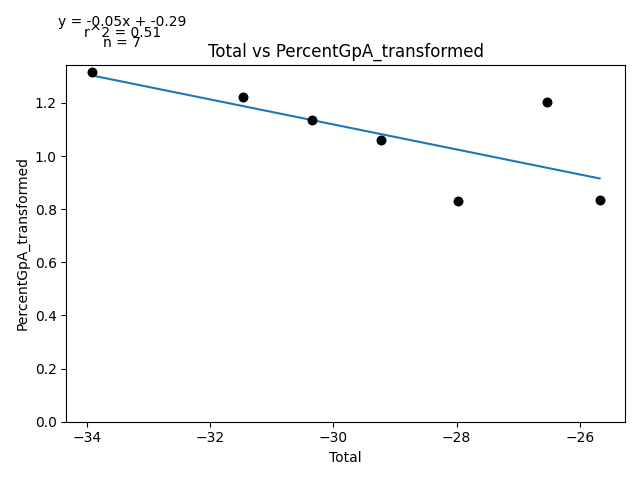 y = -0.05x + -0.29
r^2 = 0.51
n = 7
Total vs PercentGpA_transformed
PercentGpA_transformed
1.2
1.0
0.8
0.6
0.4
0.2
0.0
−34
−32
−30
−28
−26
Total